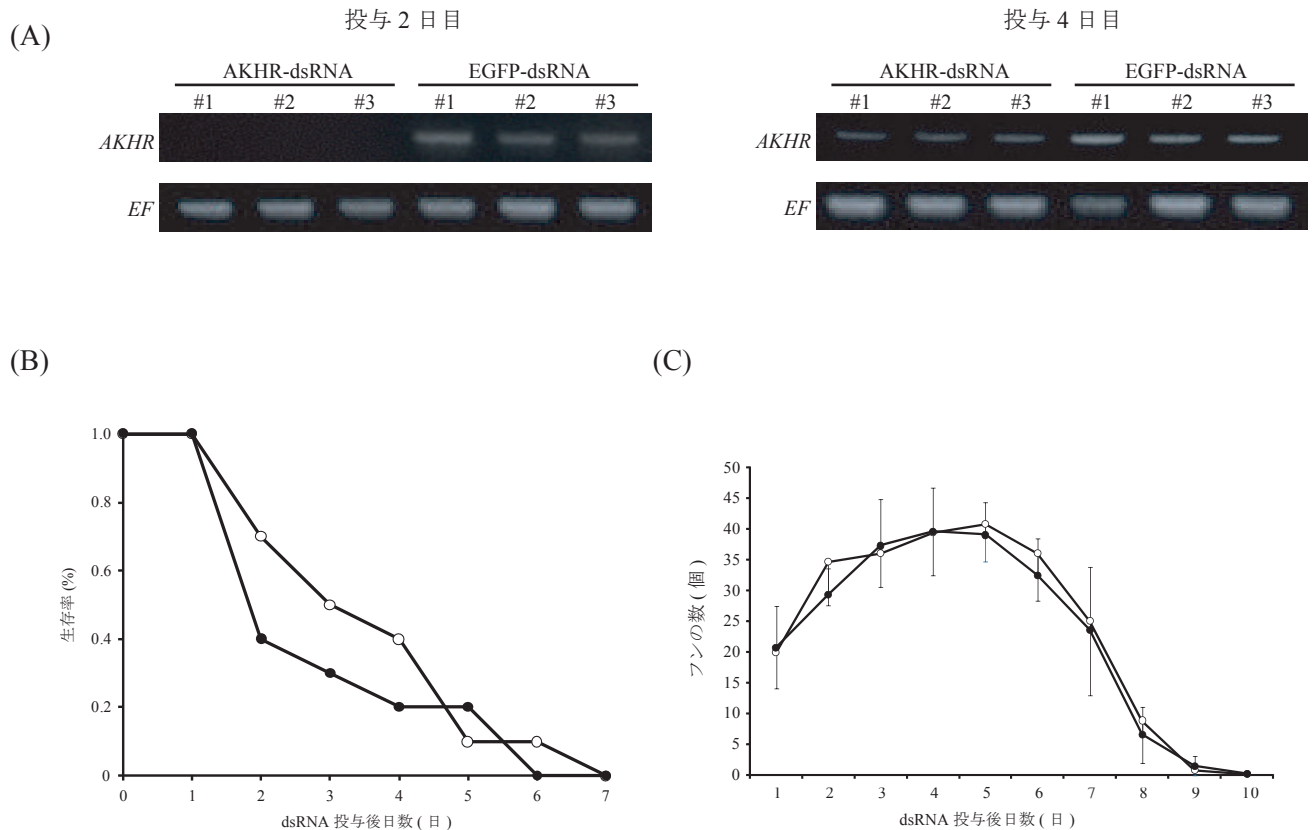 (A)
投与 2 日目
AKHR-dsRNA EGFP-dsRNA
#1 #2 #3 #1 #2 #3
AKHR
EF
投与 4 日目
AKHR-dsRNA EGFP-dsRNA
#1 #2 #3 #1 #2 #3
AKHR
EF
(B)
生存率 (%)
1.0
0.8
0.6
0.4
0.2
0
0 1 2 3 4 5 6 7
dsRNA 投与後日数 ( 日 )
(C)
フンの数 ( 個 )
50
45
40
35
30
25
20
15
10
5
0
1 2 3 4 5 6 7 8 9 10
dsRNA 投与後日数 ( 日 )